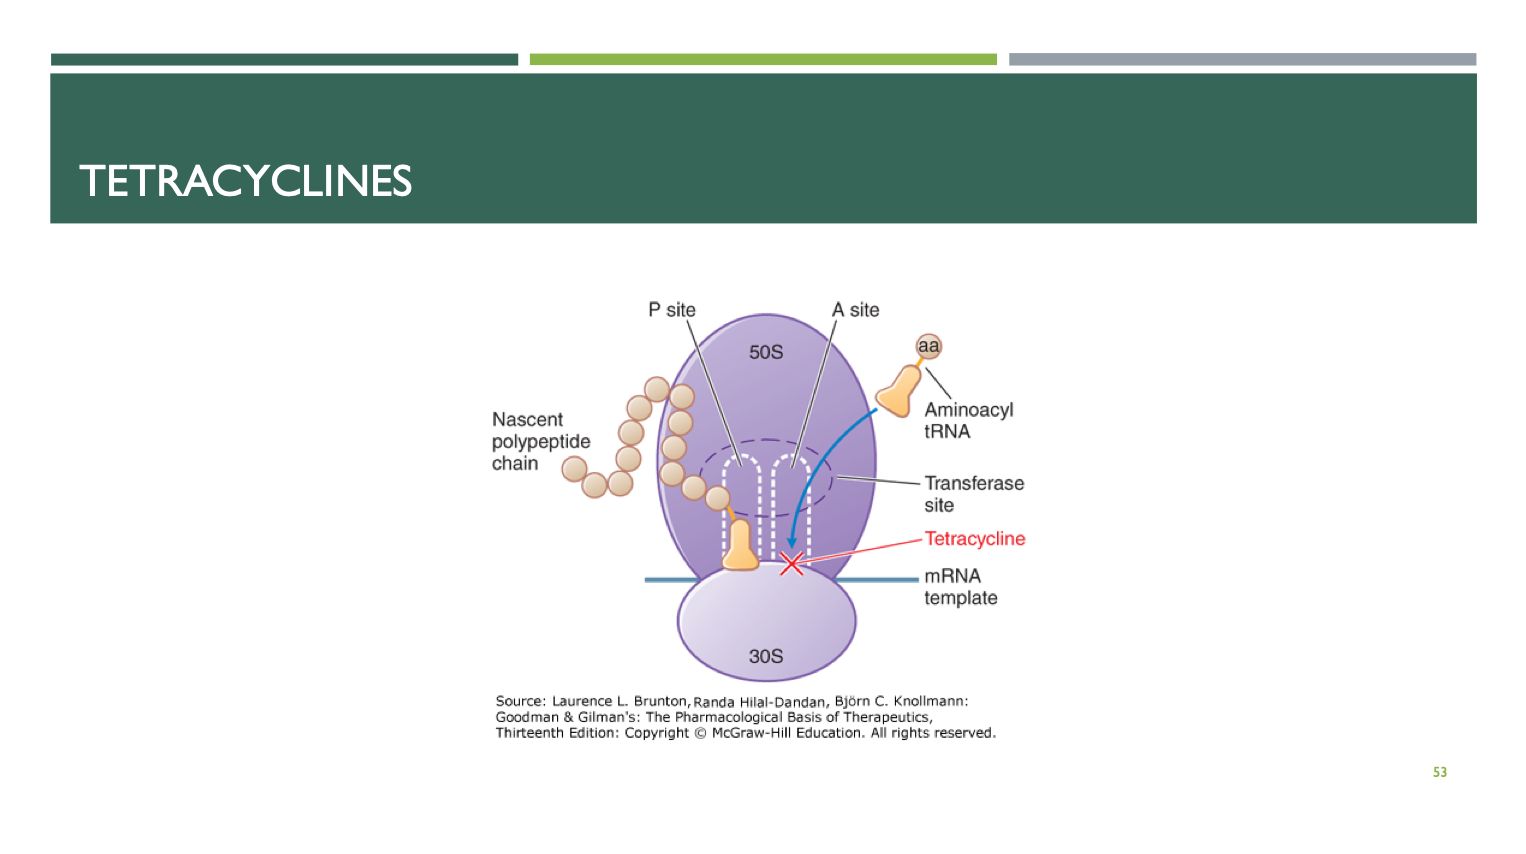 TETRACYCLINES
P site
A site
50S
aa
Nascent
polypeptide
chain
Aminoacyl
tRNA
Transferase
site
Tetracycline
mRNA
template
30S
Source: Laurence L. Brunton, Randa Hilal-Dandan, Björn C. Knollmann:
Goodman & Gilman's: The Pharmacological Basis of Therapeutics,
Thirteenth Edition: Copyright © McGraw-Hill Education. All rights reserved.
53